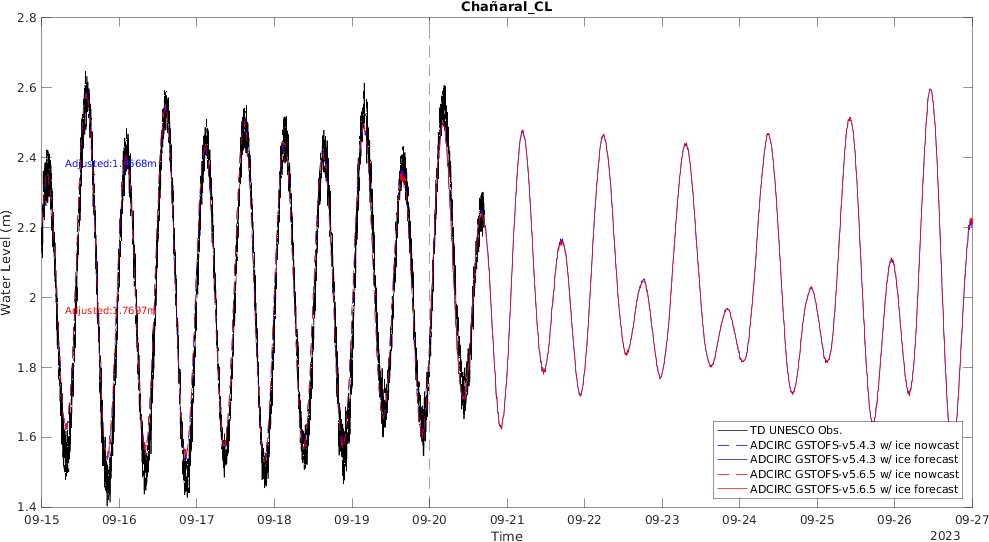 Chañaral_CL
Water Level (m)
2.8
2.6
2.4
2.2
2
1.8
1.6
1.4
Adjusted:1.7697m
TD UNESCO Obs.
ADCIRC GSTOFS-v5.4.3 w/ ice nowcast
ADCIRC GSTOFS-v5.4.3 w/ ice forecast
ADCIRC GSTOFS-v5.6.5 w/ ice nowcast
ADCIRC GSTOFS-v5.6.5 w/ ice forecast
09-15 09-16 09-17 09-18 09-19 09-20 09-21 09-22 09-23 09-24 09-25 09-26 09-27
Time
2023